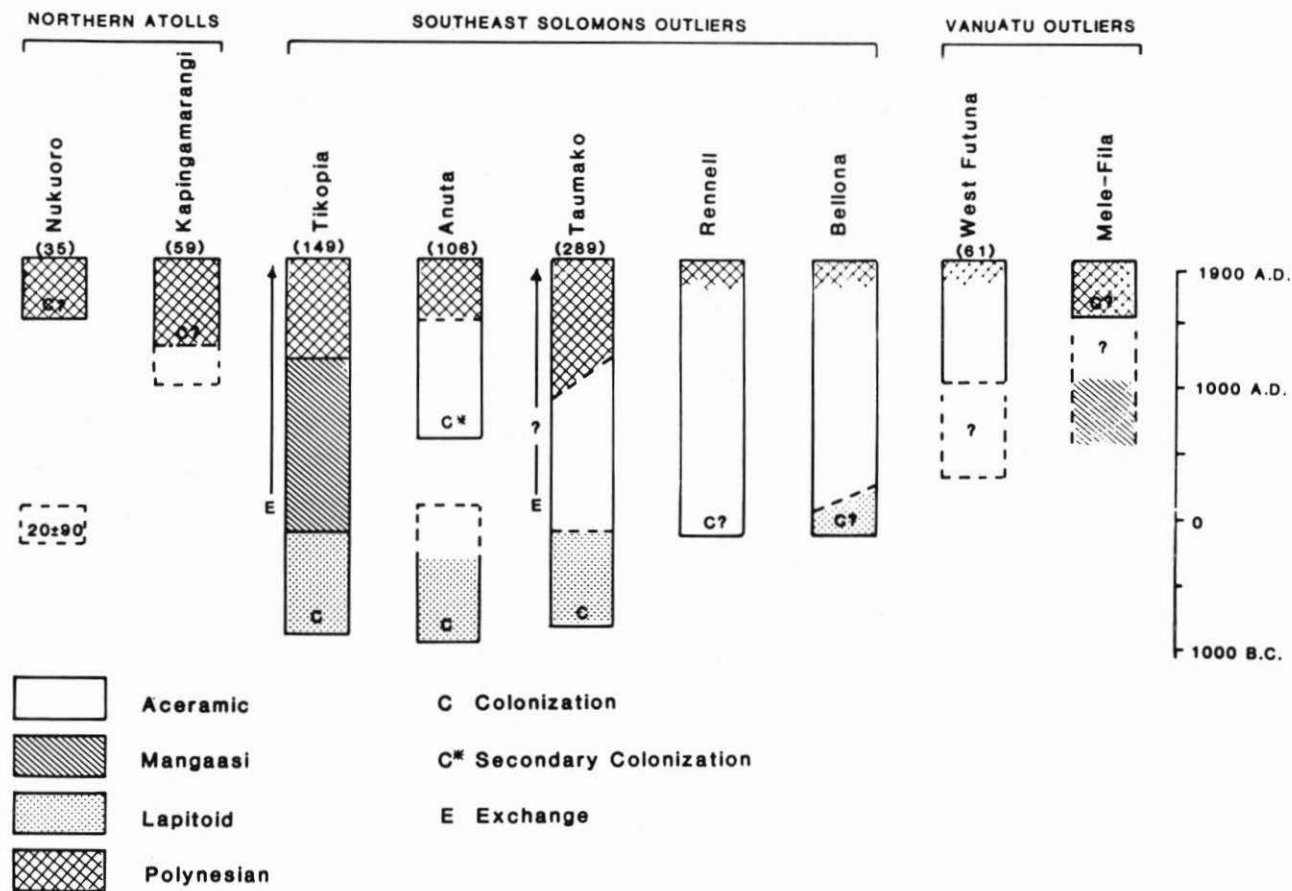 NORTHERN ATOLLS
SOUTHEAST SOLOMONS OUTLIERS
VANUATU OUTLIERS
Nukuoro
Kapingamarangi
Tikopia
Anuta
Taumako
Rennell
Bellona
West Futuna
Mele-Fila
(35)
(59)
(149)
(106)
(289)
(61)
1900 A.D.
C?
1000 A.D.
?
C*
?
?
E
E
20±90
C?
C?
0
C
C
C
1000 B.C.
Aceramic
C Colonization
Mangaasi
C* Secondary Colonization
Lapitoid
E Exchange
Polynesian